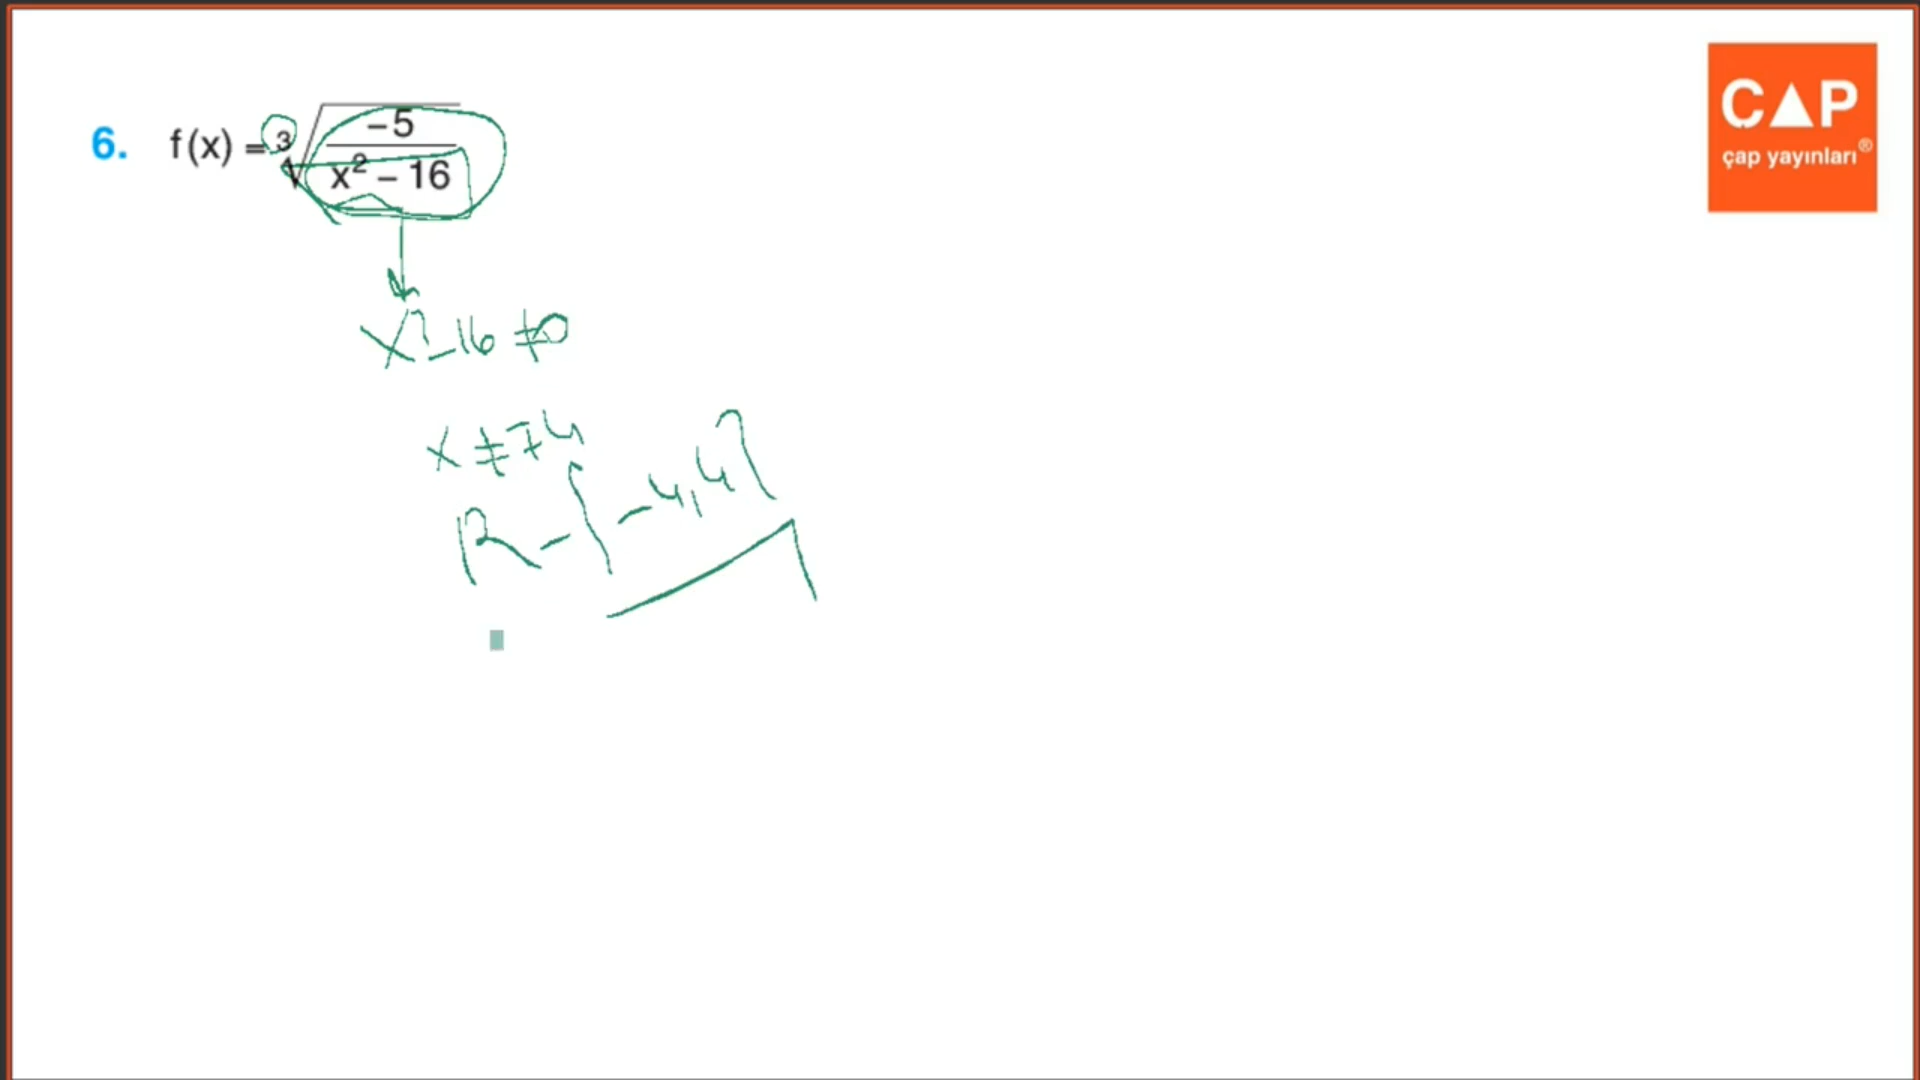 6. f(x) = ∛(−5 / (x² − 16))
x² − 16 ≠ 0
x ≠ ∓4
R − {−4, 4}
ÇAP
çap yayınları®